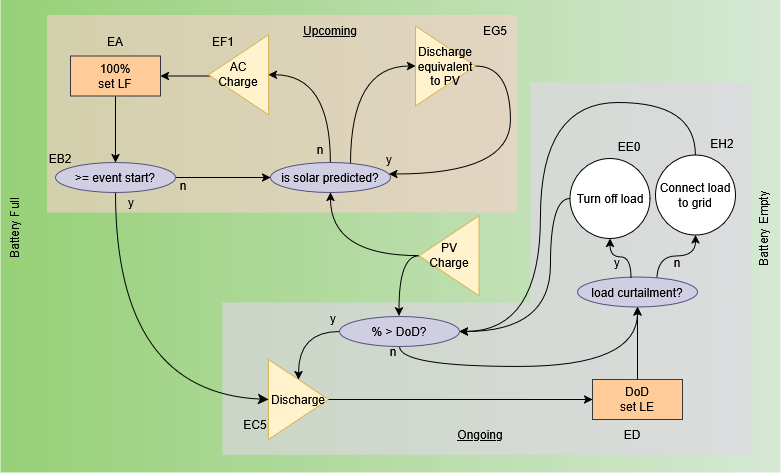 Upcoming
EA
EF1
EG5
100%
set LF
AC
Charge
Discharge
equivalent
to PV
n
y
EB2
>= event start?
n
is solar predicted?
y
EE0
EH2
Turn off load
Connect load
to grid
Battery Full
Battery Empty
PV
Charge
y
n
load curtailment?
y
% > DoD?
n
Discharge
DoD
set LE
EC5
Ongoing
ED